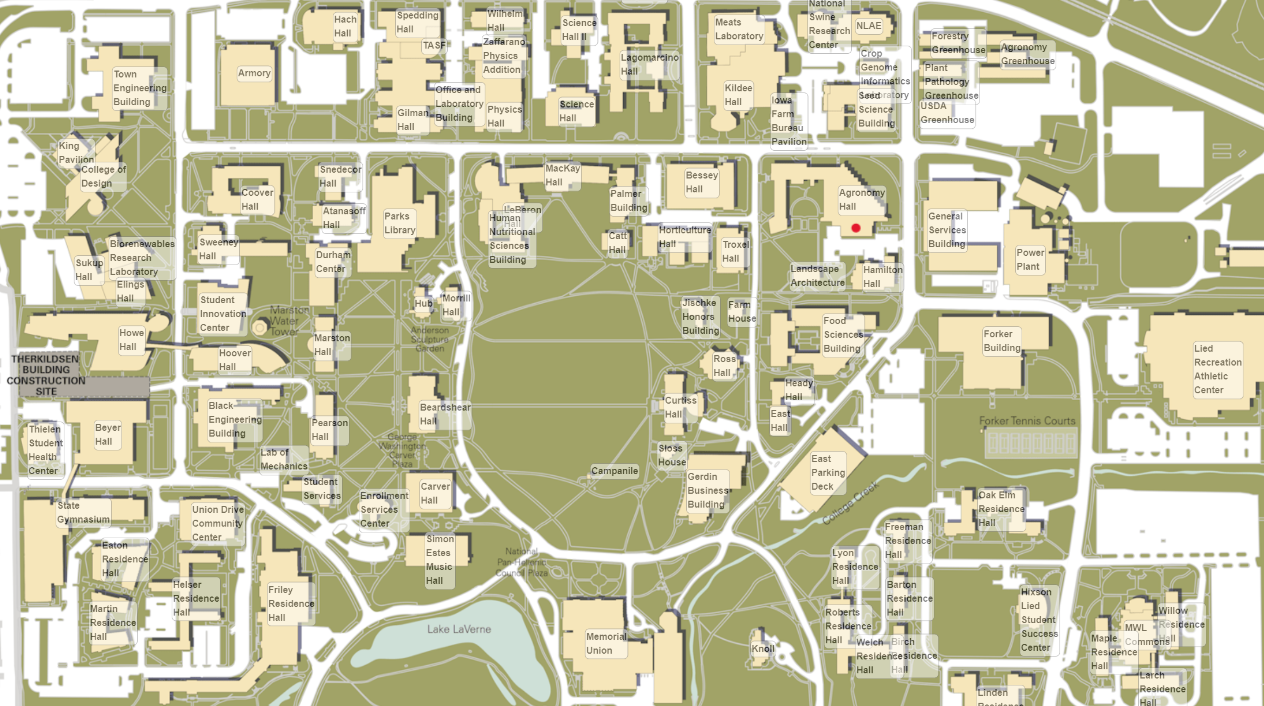 Hach
Hall
Spedding
Hall
TASF
Wilhelm
Hall
Zaffarano
Physics
Addition
Science
Hall II
Lagomarcino
Hall
Meats
Laboratory
National
Swine
Research
Center
NLAE
Forestry
Greenhouse
Agronomy
Greenhouse
Town
Engineering
Building
Armory
Gilman
Hall
Office and
Laboratory
Building
Physics
Hall
Science
Hall
Kildee
Hall
Iowa
Farm
Bureau
Pavilion
Crop
Genome
Informatics
Laboratory
Seed
Science
Building
Plant
Pathology
Greenhouse
USDA
Greenhouse
King
Pavilion
College of
Design
Coover
Hall
Snedecor
Hall
Atanasoff
Hall
Parks
Library
MacKay
Hall
LeBaron
Hall
Human
Nutritional
Sciences
Building
Palmer
Building
Bessey
Hall
Agronomy
Hall
General
Services
Building
Power
Plant
Sukup
Hall
Biorenewables
Research
Laboratory
Elings
Hall
Sweeney
Hall
Durham
Center
Catt
Hall
Horticulture
Hall
Troxel
Hall
Landscape
Architecture
Hamilton
Hall
Student
Innovation
Center
Marston
Water
Tower
Hub
Morrill
Hall
Anderson
Sculpture
Garden
Jischke
Honors
Building
Farm
House
Food
Sciences
Building
Forker
Building
Lied
Recreation
Athletic
Center
Howe
Hall
Hoover
Hall
Marston
Hall
Ross
Hall
THERKILDSEN
BUILDING
CONSTRUCTION
SITE
Black
Engineering
Building
Pearson
Hall
Beardshear
Hall
Curtiss
Hall
Heady
Hall
East
Hall
Forker Tennis Courts
Thielen
Student
Health
Center
Beyer
Hall
Lab of
Mechanics
George
Washington
Carver
Plaza
Campanile
Stoss
House
Gerdin
Business
Building
East
Parking
Deck
College Creek
State
Gymnasium
Union Drive
Community
Center
Student
Services
Enrollment
Services
Center
Carver
Hall
Oak Elm
Hall
Eaton
Residence
Hall
Simon
Estes
Music
Hall
National
Pan-Hellenic
Council Plaza
Freeman
Residence
Hall
Lyon
Residence
Hall
Martin
Residence
Hall
Helser
Residence
Hall
Friley
Residence
Hall
Lake LaVerne
Memorial
Union
Knoll
Barton
Residence
Hall
Roberts
Residence
Hall
Welch
Residence
Hall
Birch
Residence
Hall
Hixson
Lied
Student
Success
Center
Maple
Residence
Hall
MWL
Commons
Willow
Residence
Hall
Larch
Residence
Hall
Linden
Residence